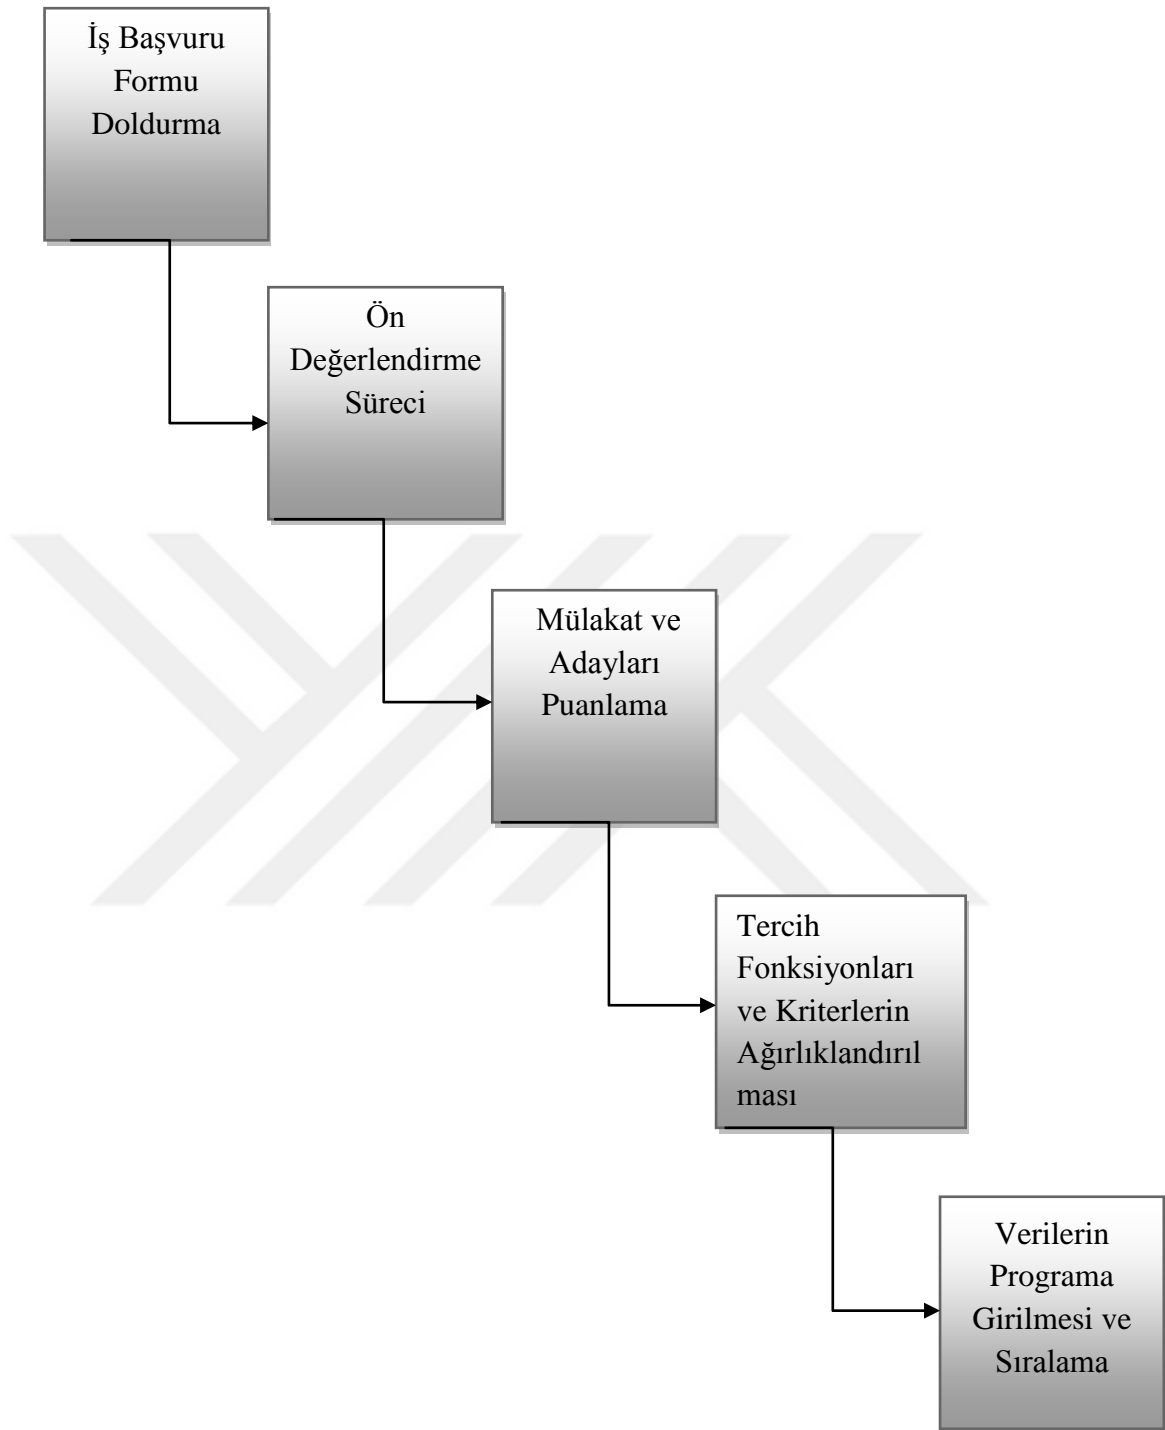 İş Başvuru
Formu
Doldurma
Ön
Değerlendirme
Süreci
Mülakat ve
Adayları
Puanlama
Tercih
Fonksiyonları
ve Kriterlerin
Ağırlıklandırıl
ması
Verilerin
Programa
Girilmesi ve
Sıralama